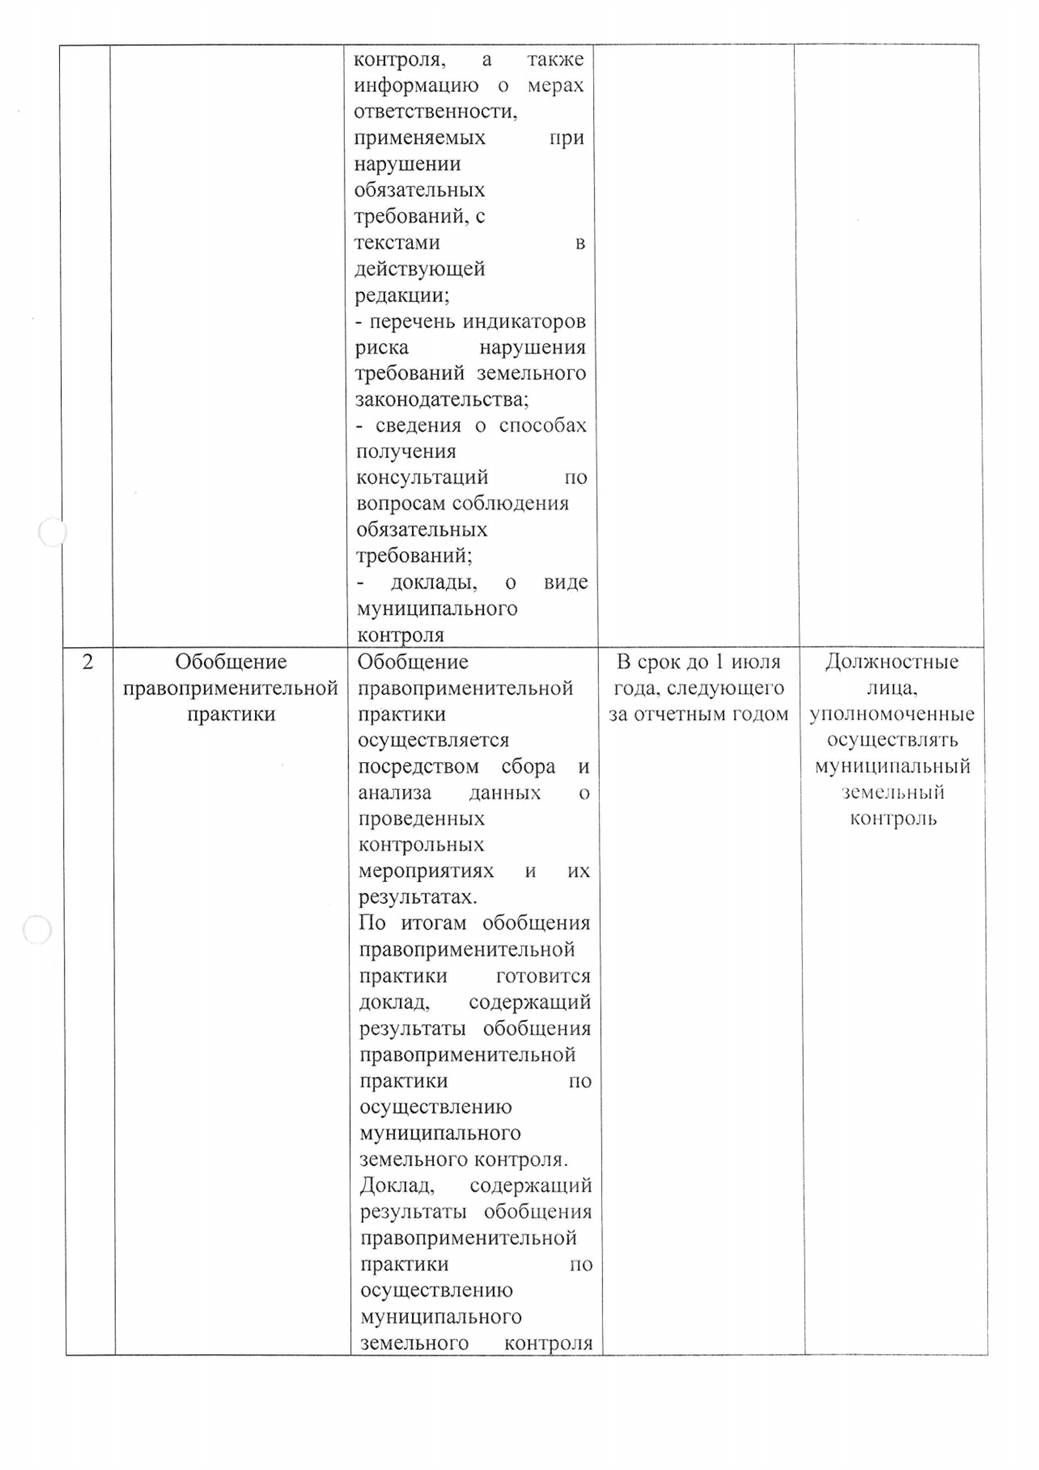 контроля, а также
информацию о мерах
ответственности,
применяемых при
нарушении
обязательных
требований, с
текстами в
действующей
редакции;
- перечень индикаторов
риска нарушения
требований земельного
законодательства;
- сведения о способах
получения
консультаций по
вопросам соблюдения
обязательных
требований;
- доклады, о виде
муниципального
контроля
2
Обобщение
правоприменительной
практики
Обобщение
правоприменительной
практики
осуществляется
посредством сбора и
анализа данных о
проведенных
контрольных
мероприятиях и их
результатах.
По итогам обобщения
правоприменительной
практики готовится
доклад, содержащий
результаты обобщения
правоприменительной
практики по
осуществлению
муниципального
земельного контроля.
Доклад, содержащий
результаты обобщения
правоприменительной
практики по
осуществлению
муниципального
земельного контроля
В срок до 1 июля
года, следующего
за отчетным годом
Должностные
лица,
уполномоченные
осуществлять
муниципальный
земельный
контроль